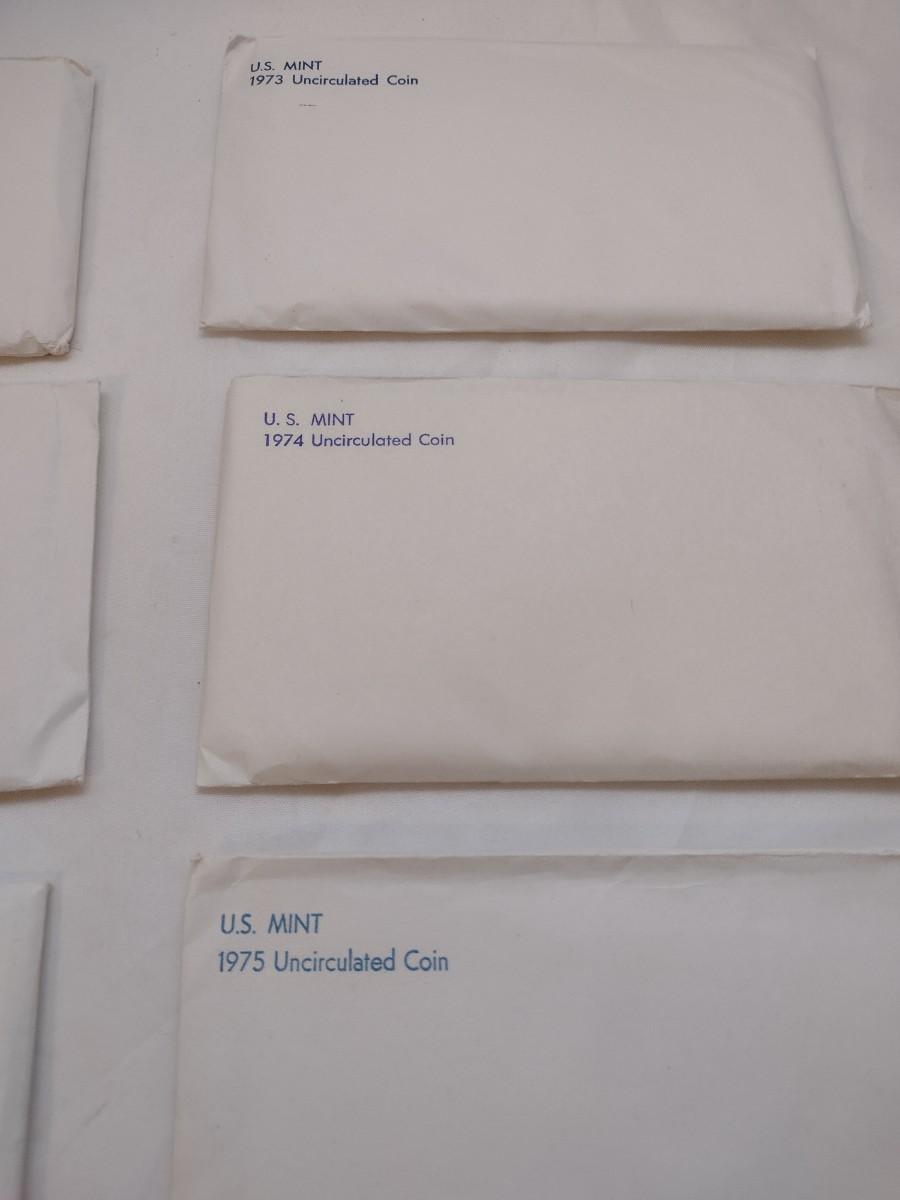 U.S. MINT
1973 Uncirculated Coin
U. S. MINT
1974 Uncirculated Coin
U.S. MINT
1975 Uncirculated Coin